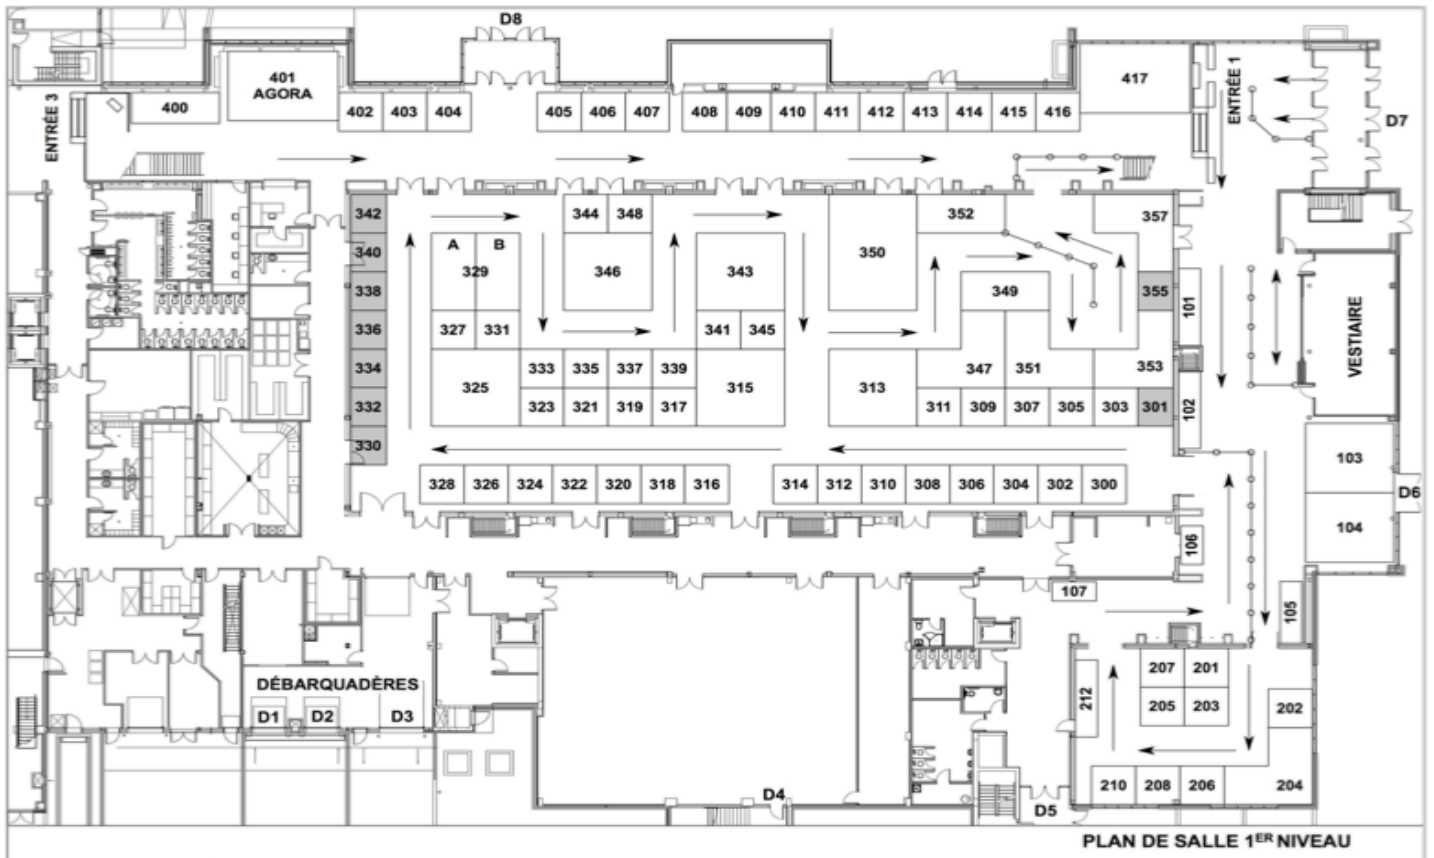 D8
401
AGORA
417
ENTRÉE 1
ENTRÉE 3
400
402 403 404
405 406 407
408 409 410 411 412 413 414 415 416
D7
342 344 348 352 357
A B
340
329 346 343 350
338 349 355 101
336 327 331 341 345
VESTIAIRE
334 333 335 337 339 347 351 353
325 315 313
332 323 321 319 317 311 309 307 305 303 301 102
330
103
328 326 324 322 320 318 316 314 312 310 308 306 304 302 300
D6
104
106
107
105
207 201
DÉBARQUADÈRES
212
205 203 202
D1 D2 D3
210 208 206 204
D4
D5
PLAN DE SALLE 1ER NIVEAU